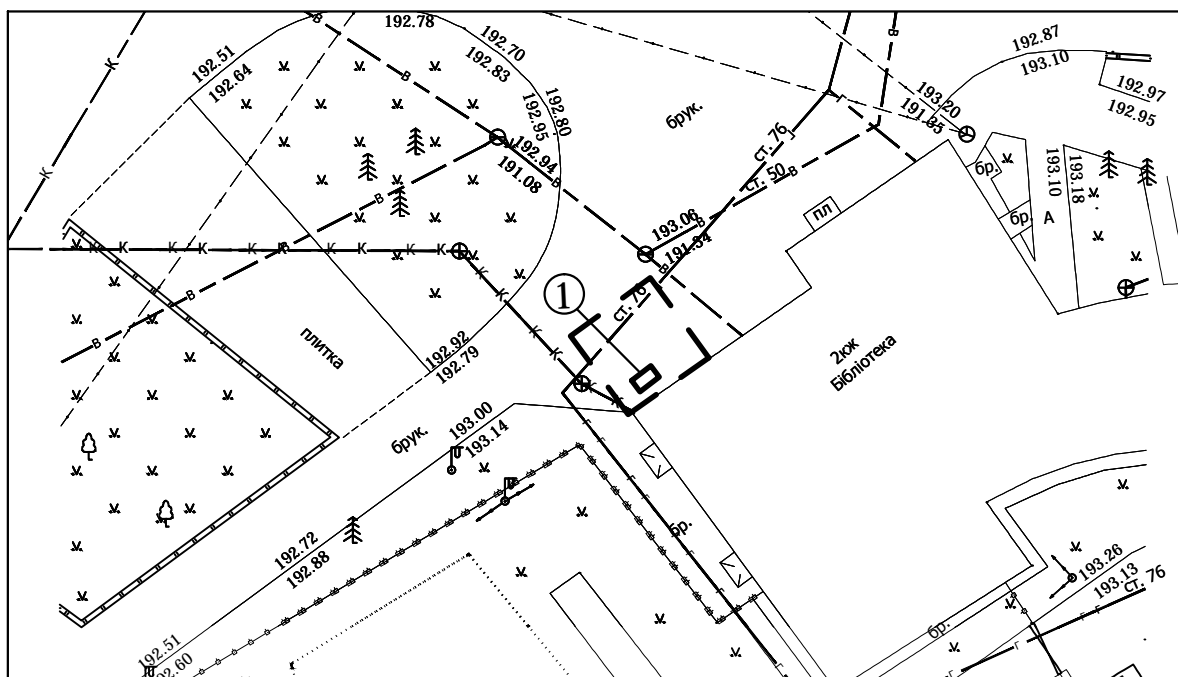 192.78
192.51
192.64
192.70
192.83
192.80
192.95
192.94
191.08
К
К
В
В
В
В
брук.
ст. 76
ст. 50
В
В
193.20
191.35
192.87
193.10
192.97
192.95
бр.
193.10
193.18
бр.
А
пл
193.06
191.34
В
В
К К К К К К К К
К
К
К
К
К
1
ст. 76
В
В
плитка
192.92
192.79
2кж
Бібліотека
брук.
193.00
193.14
192.72
192.88
бр.
192.51
192.60
193.26
193.13
ст. 76
бр.
Г
Г
Г
Г